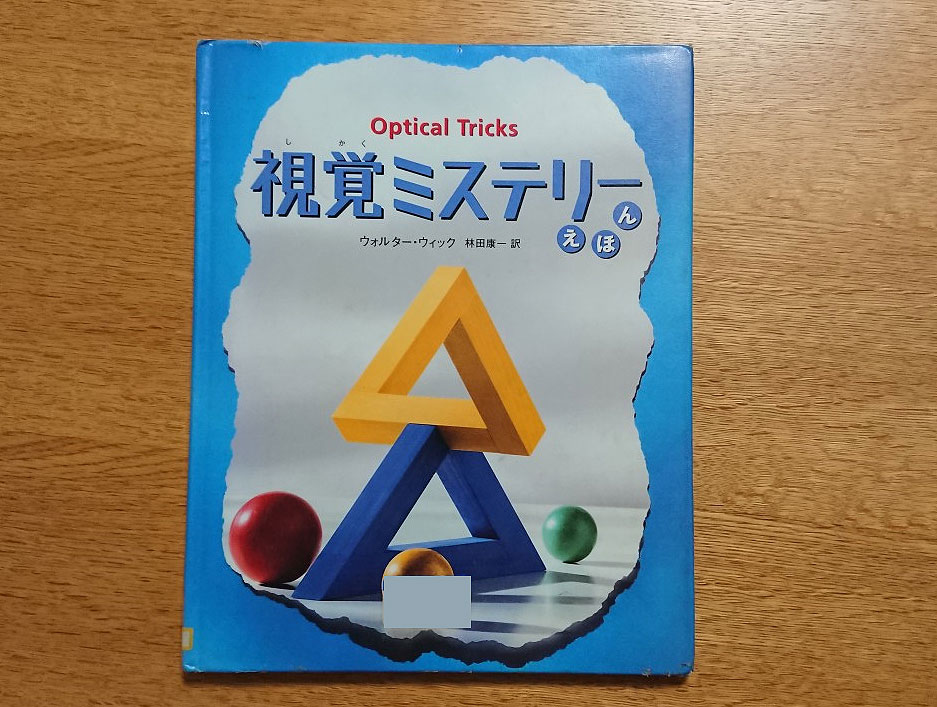 Optical Tricks
しかく
視覚ミステリー
えほん
ウォルター・ウィック 林田康一 訳